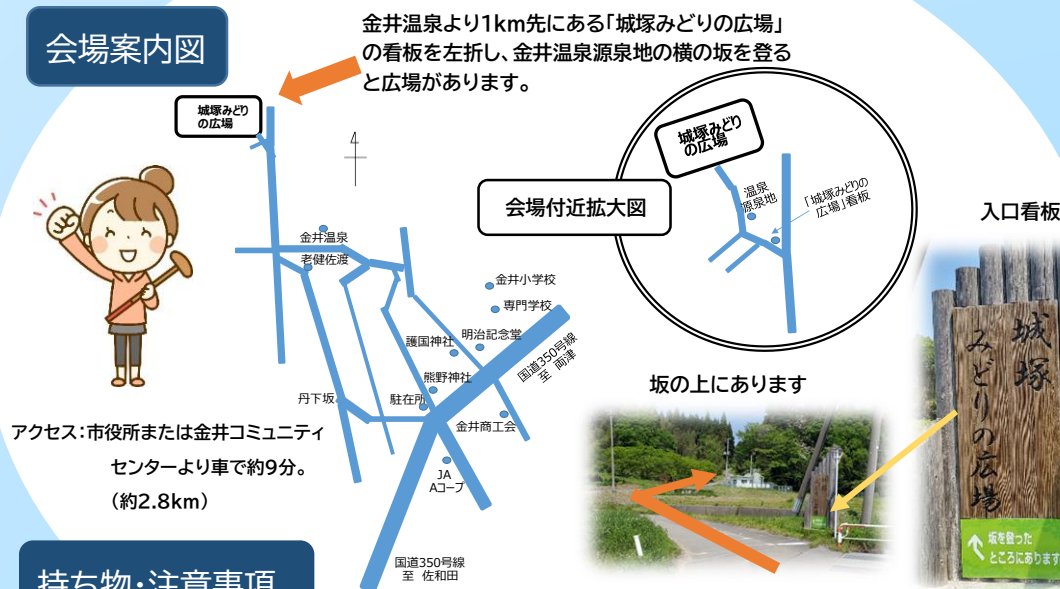 会場案内図
金井温泉より1km先にある「城塚みどりの広場」
の看板を左折し、金井温泉源泉地の横の坂を登る
と広場があります。
城塚みどり
の広場
4
会場付近拡大図
城塚みどり
の広場
温泉
源泉地
「城塚みどりの
広場」看板
入口看板
金井温泉
老健佐渡
金井小学校
専門学校
明治記念堂
護国神社
国道350号線
至 両津
熊野神社
丹下坂
駐在所
金井商工会
JA
Aコープ
国道350号線
至 佐和田
アクセス：市役所または金井コミュニティ
センターより車で約9分。
（約2.8km）
坂の上にあります
城塚
みどりの広場
坂を登った
ところにあります
持ち物・注意事項